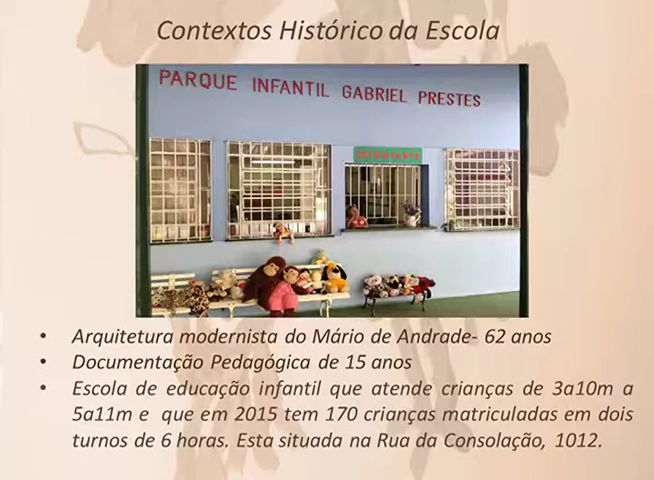 Contextos Histórico da Escola
PARQUE INFANTIL GABRIEL PRESTES
• Arquitetura modernista do Mário de Andrade- 62 anos
• Documentação Pedagógica de 15 anos
• Escola de educação infantil que atende crianças de 3a10m a
5a11m e que em 2015 tem 170 crianças matriculadas em dois
turnos de 6 horas. Esta situada na Rua da Consolação, 1012.